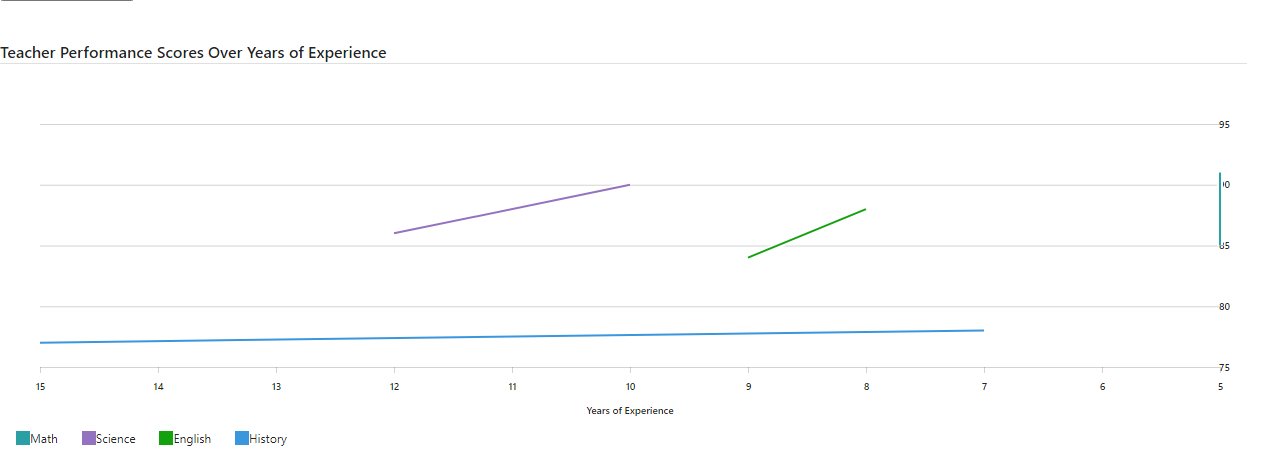 Teacher Performance Scores Over Years of Experience
95
85
80
75
15 14 13 12 11 10 9 8 7 6 5
Years of Experience
Math Science English History